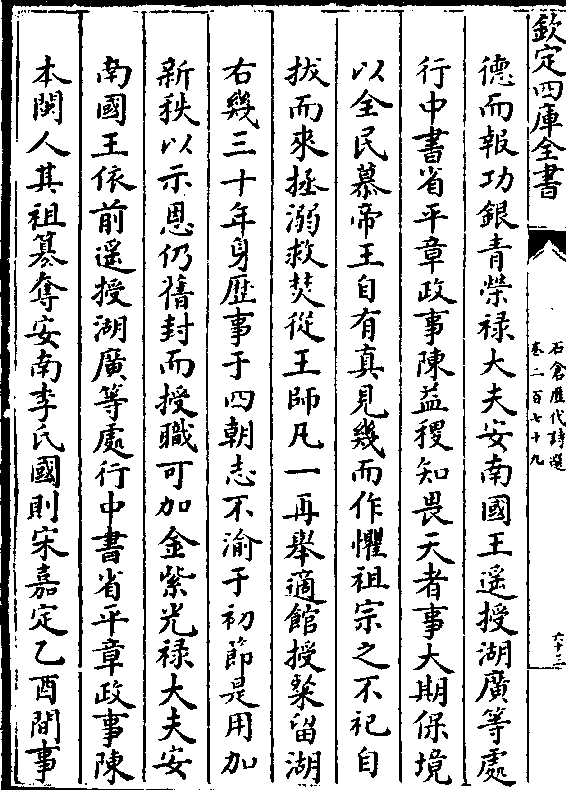 欽定四庫全書
石倉歷代詩選
卷二百七十九
六十三
德而報功銀青榮禄大夫安南國王遥授湖廣等處
行中書省平章政事陳益稷知畏天者事大期保境
以全民慕帝王自有真見幾而作懼祖宗之不祀自
拔而來拯溺救焚從王師凡一再舉適館授粲留湖
右幾三十年身歴事于四朝志不渝于初節是用加
新秩以示恩仍舊封而授職可加金紫光禄大夫安
南國王依前遥授湖廣等處行中書省平章政事陳
本閩人其祖簒奪安南李氏國則宋嘉定乙酉間事